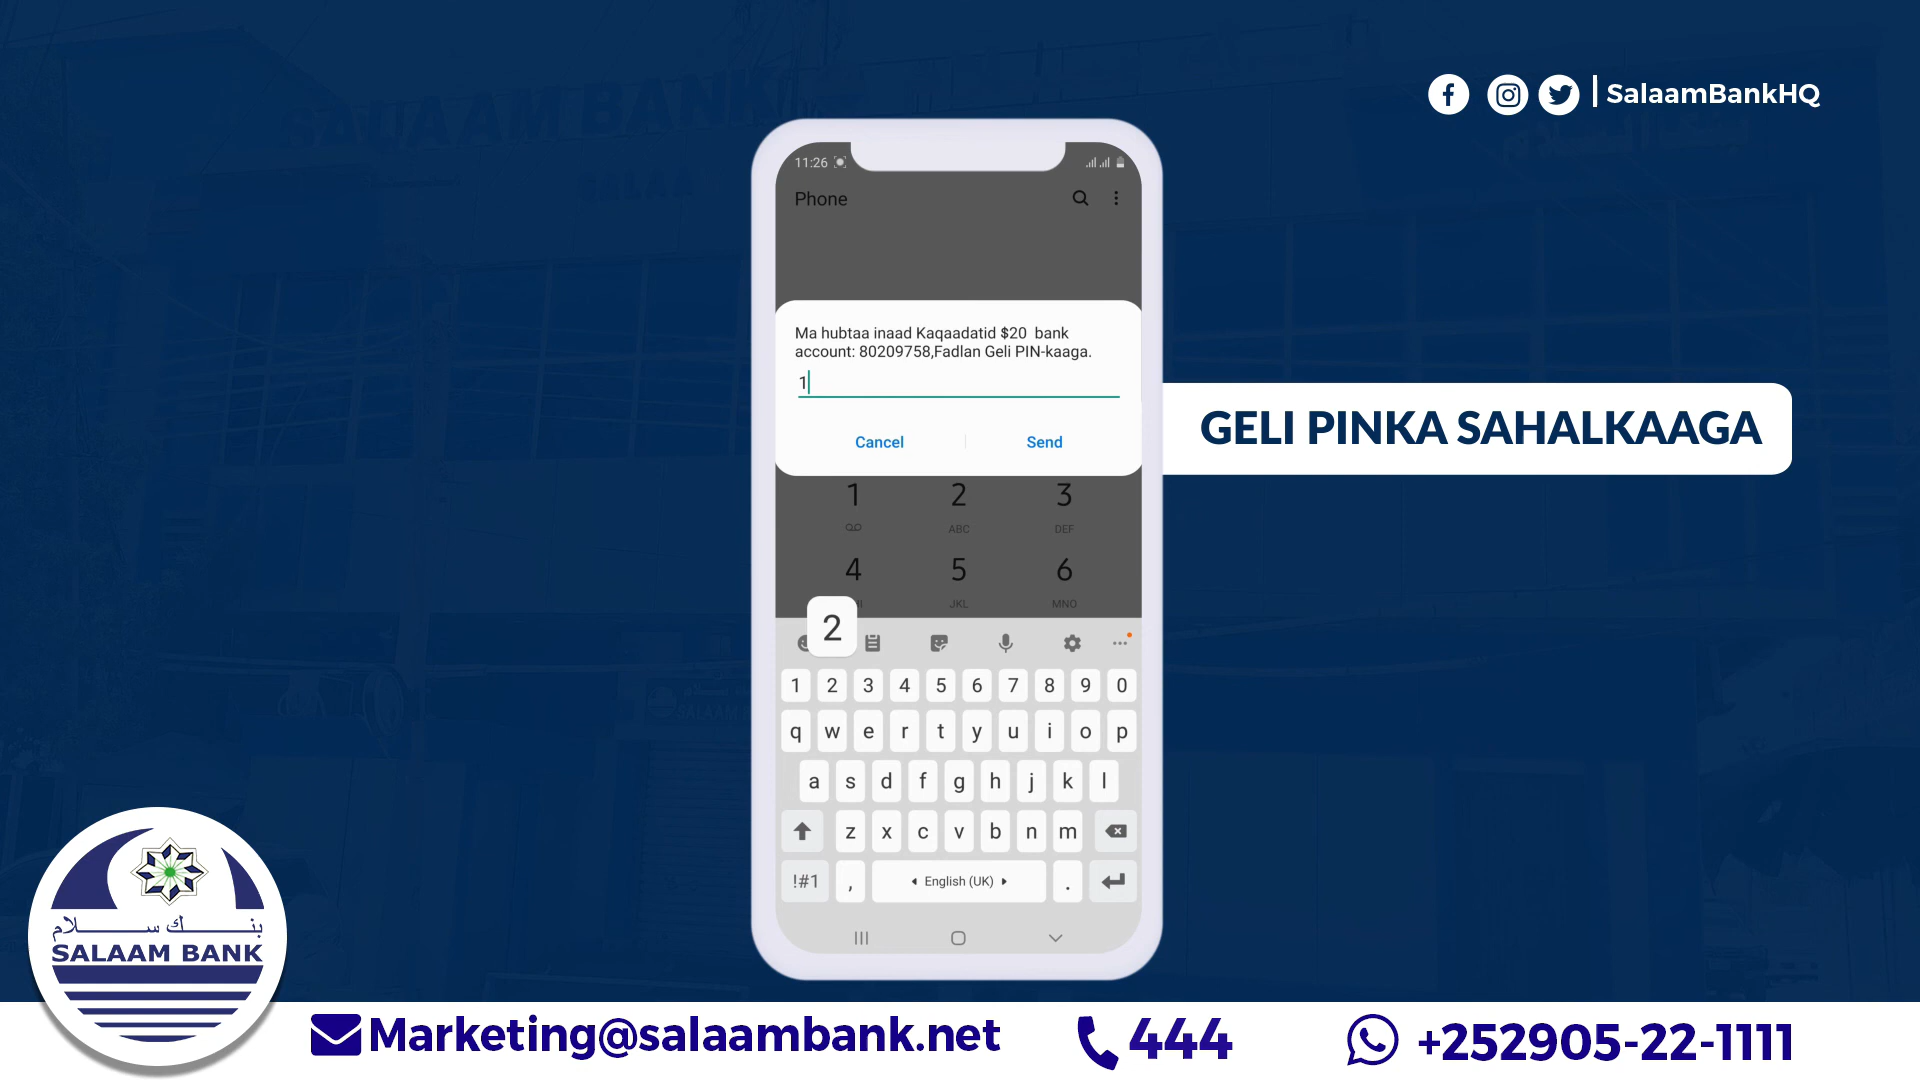 SALAAM BANK
SalaamBankHQ
11:26
Phone
Ma hubtaa inaad Kaqaadatid $20 bank
account: 80209758,Fadlan Geli PIN-kaaga.
1
Cancel
Send
GELI PINKA SAHALKAAGA
1 2 3
ABC DEF
4 5 6
JKL MNO
2
1 2 3 4 5 6 7 8 9 0
q w e r t y u i o p
a s d f g h j k l
z x c v b n m
!#1 , English (UK) .
بنك سلام
SALAAM BANK
Marketing@salaambank.net
444
+252905-22-1111